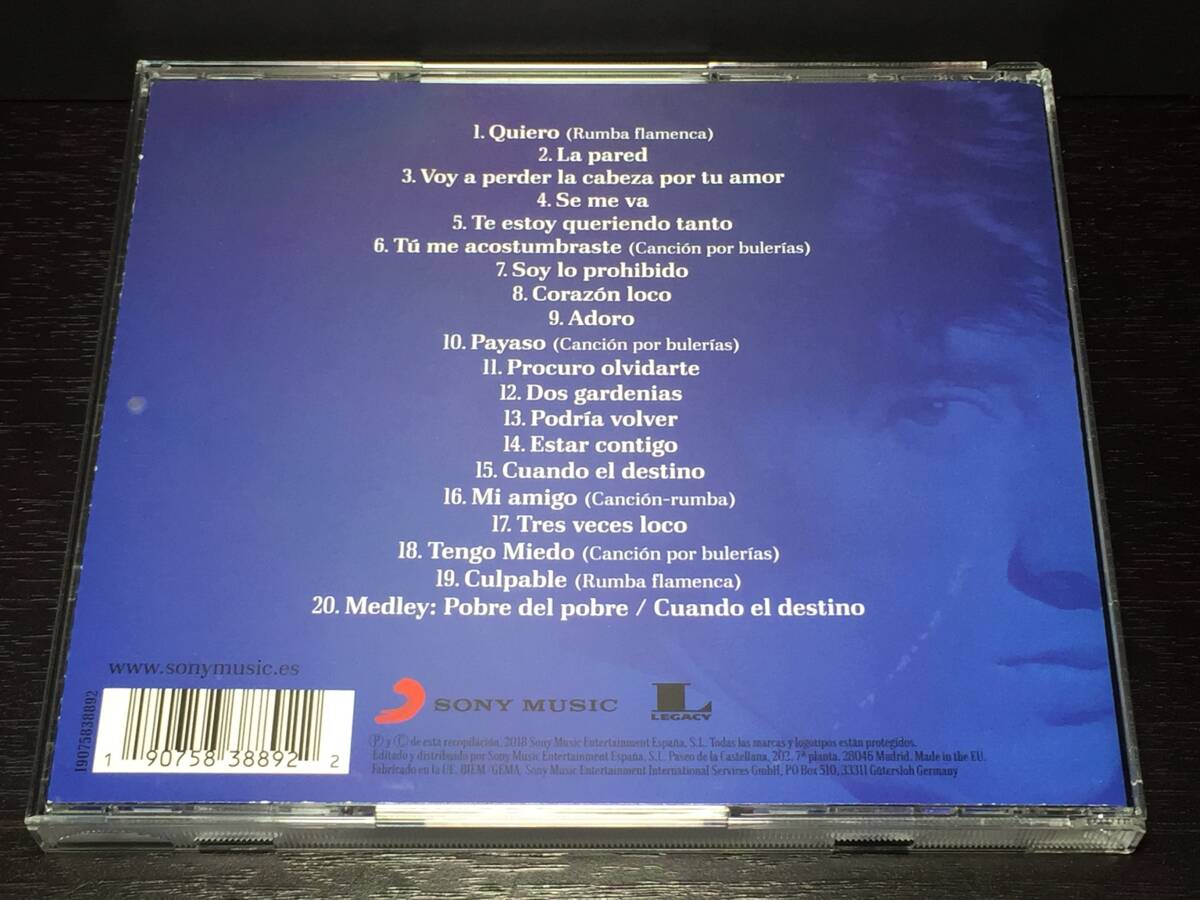 1. Quiero (Rumba flamenca)
2. La pared
3. Voy a perder la cabeza por tu amor
4. Se me va
5. Te estoy queriendo tanto
6. Tú me acostumbraste (Canción por bulerías)
7. Soy lo prohibido
8. Corazón loco
9. Adoro
10. Payaso (Canción por bulerías)
11. Procuro olvidarte
12. Dos gardenias
13. Podría volver
14. Estar contigo
15. Cuando el destino
16. Mi amigo (Canción-rumba)
17. Tres veces loco
18. Tengo Miedo (Canción por bulerías)
19. Culpable (Rumba flamenca)
20. Medley: Pobre del pobre / Cuando el destino
www.sonymusic.es
19075838892
1 90758 38892 2
SONY MUSIC
L
LEGACY
Ⓟ y Ⓒ de esta recopilación, 2018 Sony Music Entertainment España, S.L. Todas las marcas y logotipos están protegidos.
Editado y distribuido por Sony Music Entertainment España, S.L. Paseo de la Castellana, 202. 7ª planta. 28046 Madrid. Made in the EU.
Fabricado en la UE. BIEM/GEMA. Sony Music Entertainment International Services GmbH, PO Box 510, 33311 Gütersloh Germany